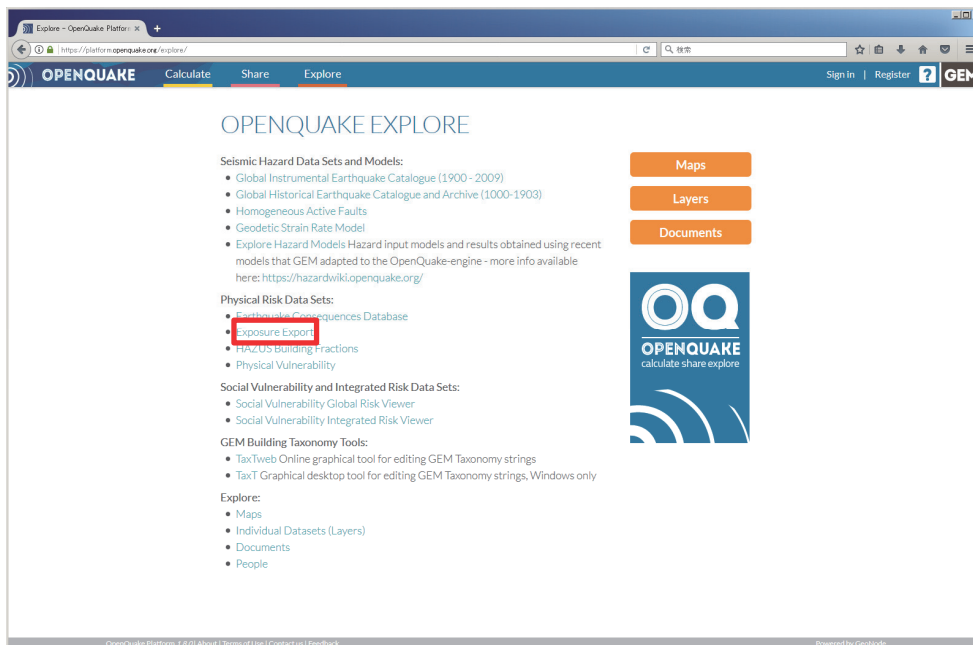 Explore - OpenQuake Platform
https://platform.openquake.org/explore/
検索
OPENQUAKE Calculate Share Explore Sign in | Register ? GEM
OPENQUAKE EXPLORE
Seismic Hazard Data Sets and Models:
Global Instrumental Earthquake Catalogue (1900 - 2009)
Global Historical Earthquake Catalogue and Archive (1000-1903)
Homogeneous Active Faults
Geodetic Strain Rate Model
Explore Hazard Models Hazard input models and results obtained using recent
models that GEM adapted to the OpenQuake-engine - more info available
here: https://hazardwiki.openquake.org/
Physical Risk Data Sets:
Earthquake Consequences Database
Exposure Export
HAZUS Building Fractions
Physical Vulnerability
Social Vulnerability and Integrated Risk Data Sets:
Social Vulnerability Global Risk Viewer
Social Vulnerability Integrated Risk Viewer
GEM Building Taxonomy Tools:
TaxTweb Online graphical tool for editing GEM Taxonomy strings
TaxT Graphical desktop tool for editing GEM Taxonomy strings, Windows only
Explore:
Maps
Individual Datasets (Layers)
Documents
People
Maps
Layers
Documents
OQ
OPENQUAKE
calculate share explore
OpenQuake Platform 1.8.0 | About | Terms of Use | Contact us | Feedback
Powered by GeoNode